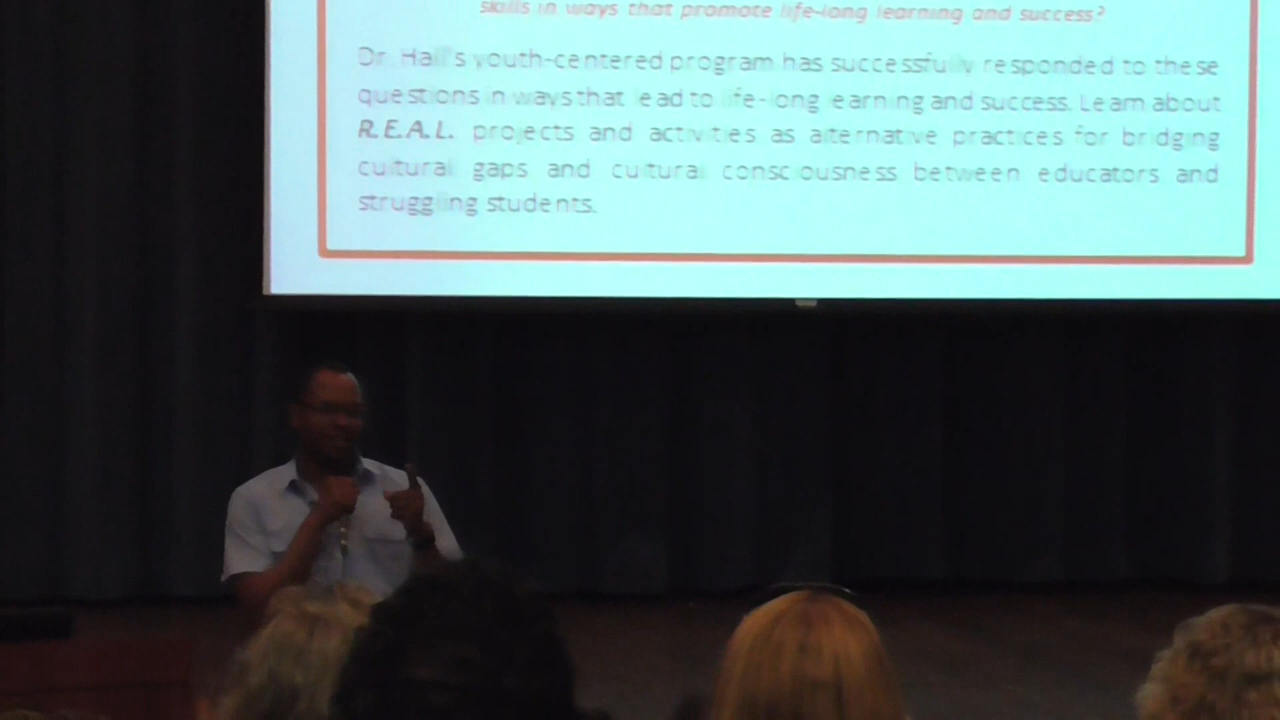 skills in ways that promote life-long learning and success?
Dr. Hall's youth-centered program has successfully responded to these
questions in ways that lead to life-long learning and success. Learn about
R.E.A.L. projects and activities as alternative practices for bridging
cultural gaps and cultural consciousness between educators and
struggling students.